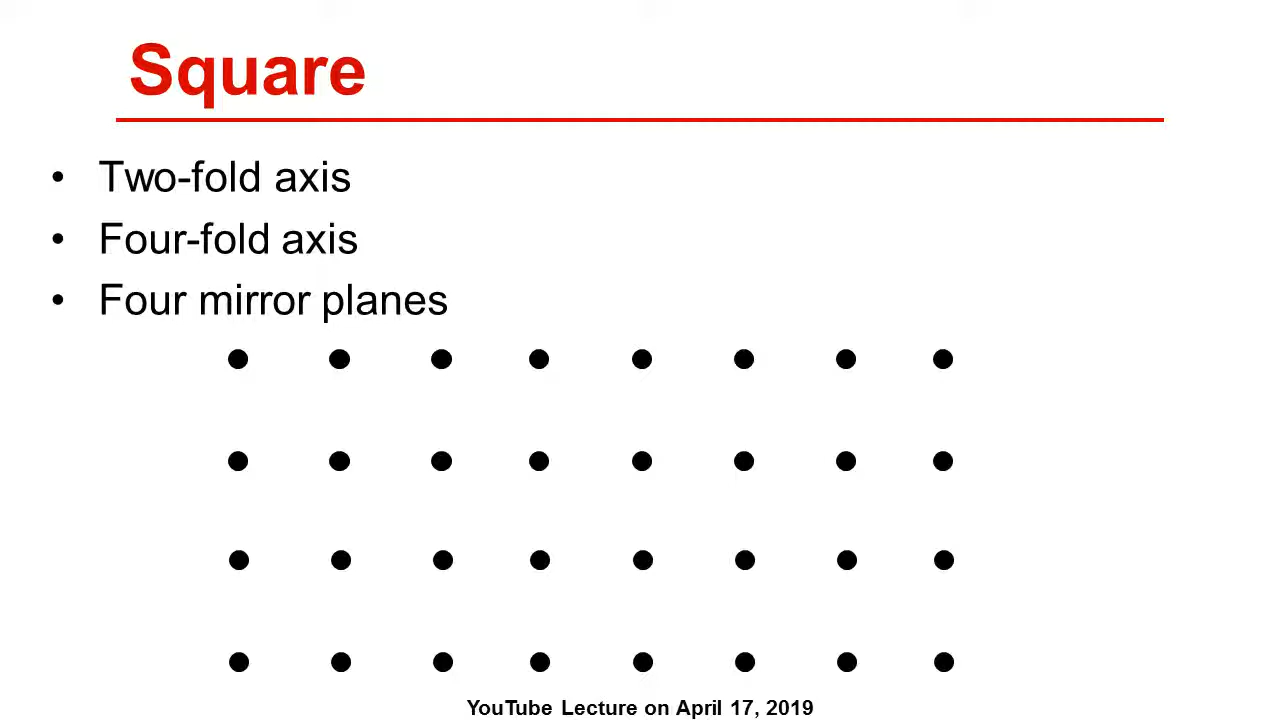 Square
• Two-fold axis
• Four-fold axis
• Four mirror planes
YouTube Lecture on April 17, 2019